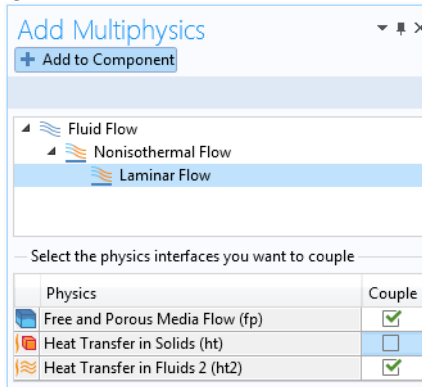 Add Multiphysics
Add to Component
Fluid Flow
Nonisothermal Flow
Laminar Flow
Select the physics interfaces you want to couple
Physics Couple
Free and Porous Media Flow (fp)
Heat Transfer in Solids (ht)
Heat Transfer in Fluids 2 (ht2)